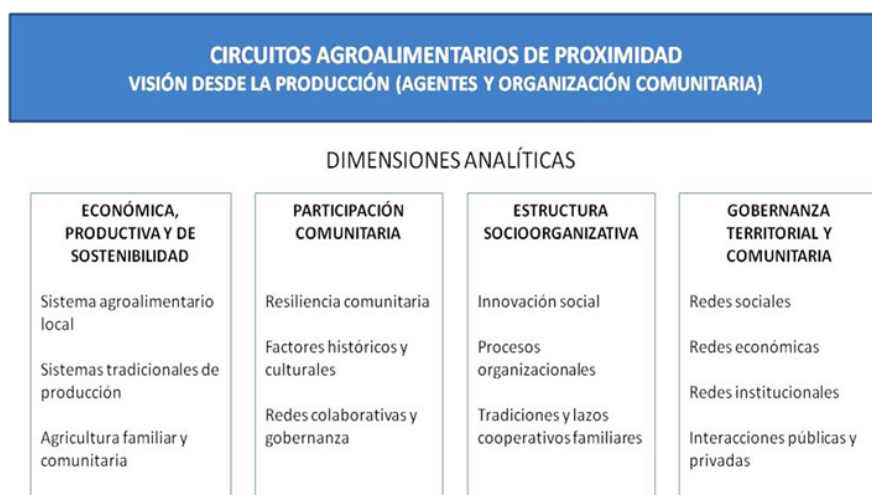 CIRCUITOS AGROALIMENTARIOS DE PROXIMIDAD
VISIÓN DESDE LA PRODUCCIÓN (AGENTES Y ORGANIZACIÓN COMUNITARIA)
DIMENSIONES ANALÍTICAS
ECONÓMICA,
PRODUCTIVA Y DE
SOSTENIBILIDAD
Sistema agroalimentario
local
Sistemas tradicionales de
producción
Agricultura familiar y
comunitaria
PARTICIPACIÓN
COMUNITARIA
Resiliencia comunitaria
Factores históricos y
culturales
Redes colaborativas y
gobernanza
ESTRUCTURA
SOCIOORGANIZATIVA
Innovación social
Procesos
organizacionales
Tradiciones y lazos
cooperativos familiares
GOBERNANZA
TERRITORIAL Y
COMUNITARIA
Redes sociales
Redes económicas
Redes institucionales
Interacciones públicas y
privadas